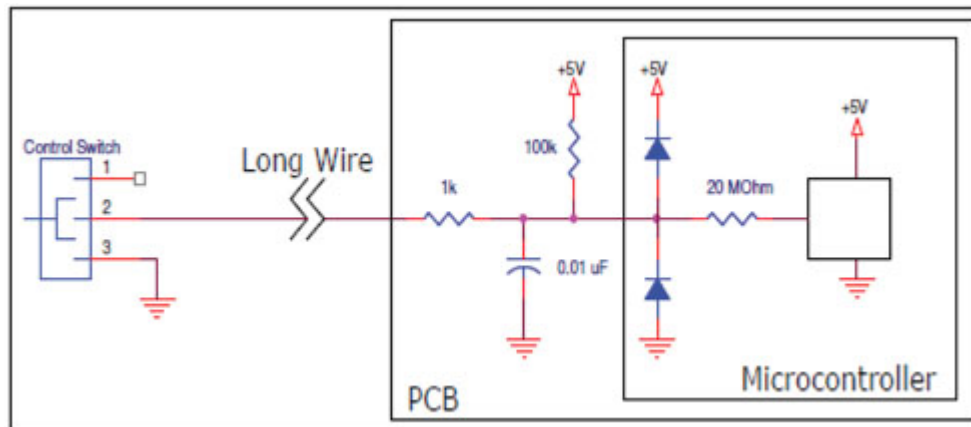 +5V
+5V
+5V
Control Switch
1
Long Wire
100k
2
1k
20 MOhm
3
0.01 uF
Microcontroller
PCB